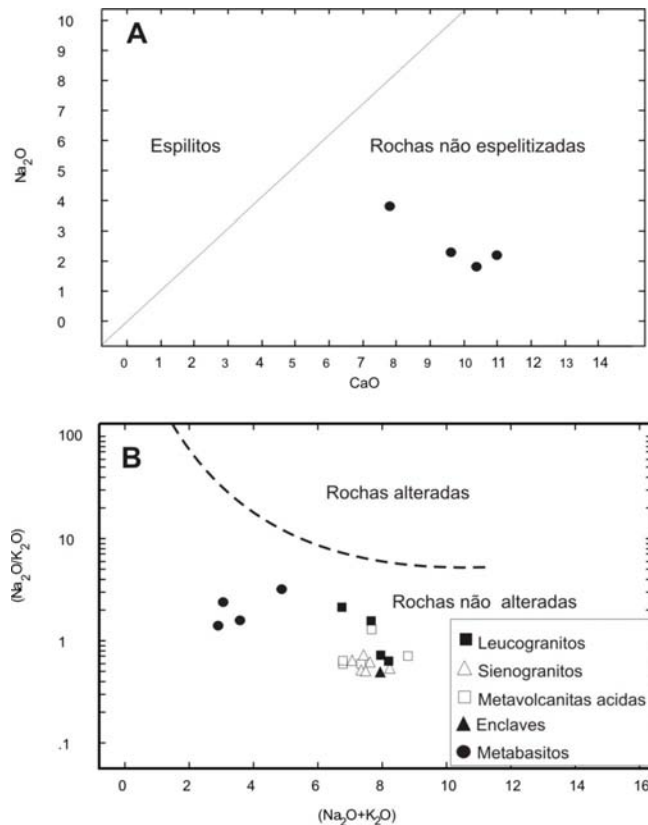 A
10
9
8
7
6
5
4
3
2
1
0
Na₂O
Espilitos
Rochas não espelitizadas
0 1 2 3 4 5 6 7 8 9 10 11 12 13 14
CaO
B
100
10
1
.1
(Na₂O/K₂O)
Rochas alteradas
Rochas não alteradas
Leucogranitos
Sienogranitos
Metavolcanitas acidas
Enclaves
Metabasitos
0 2 4 6 8 10 12 14 16
(Na₂O+K₂O)